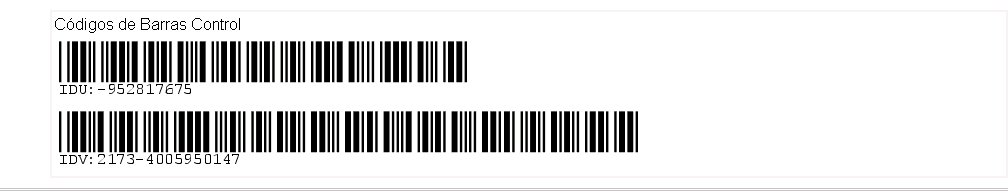 Códigos de Barras Control
IDU:-952817675
IDV:2173-4005950147